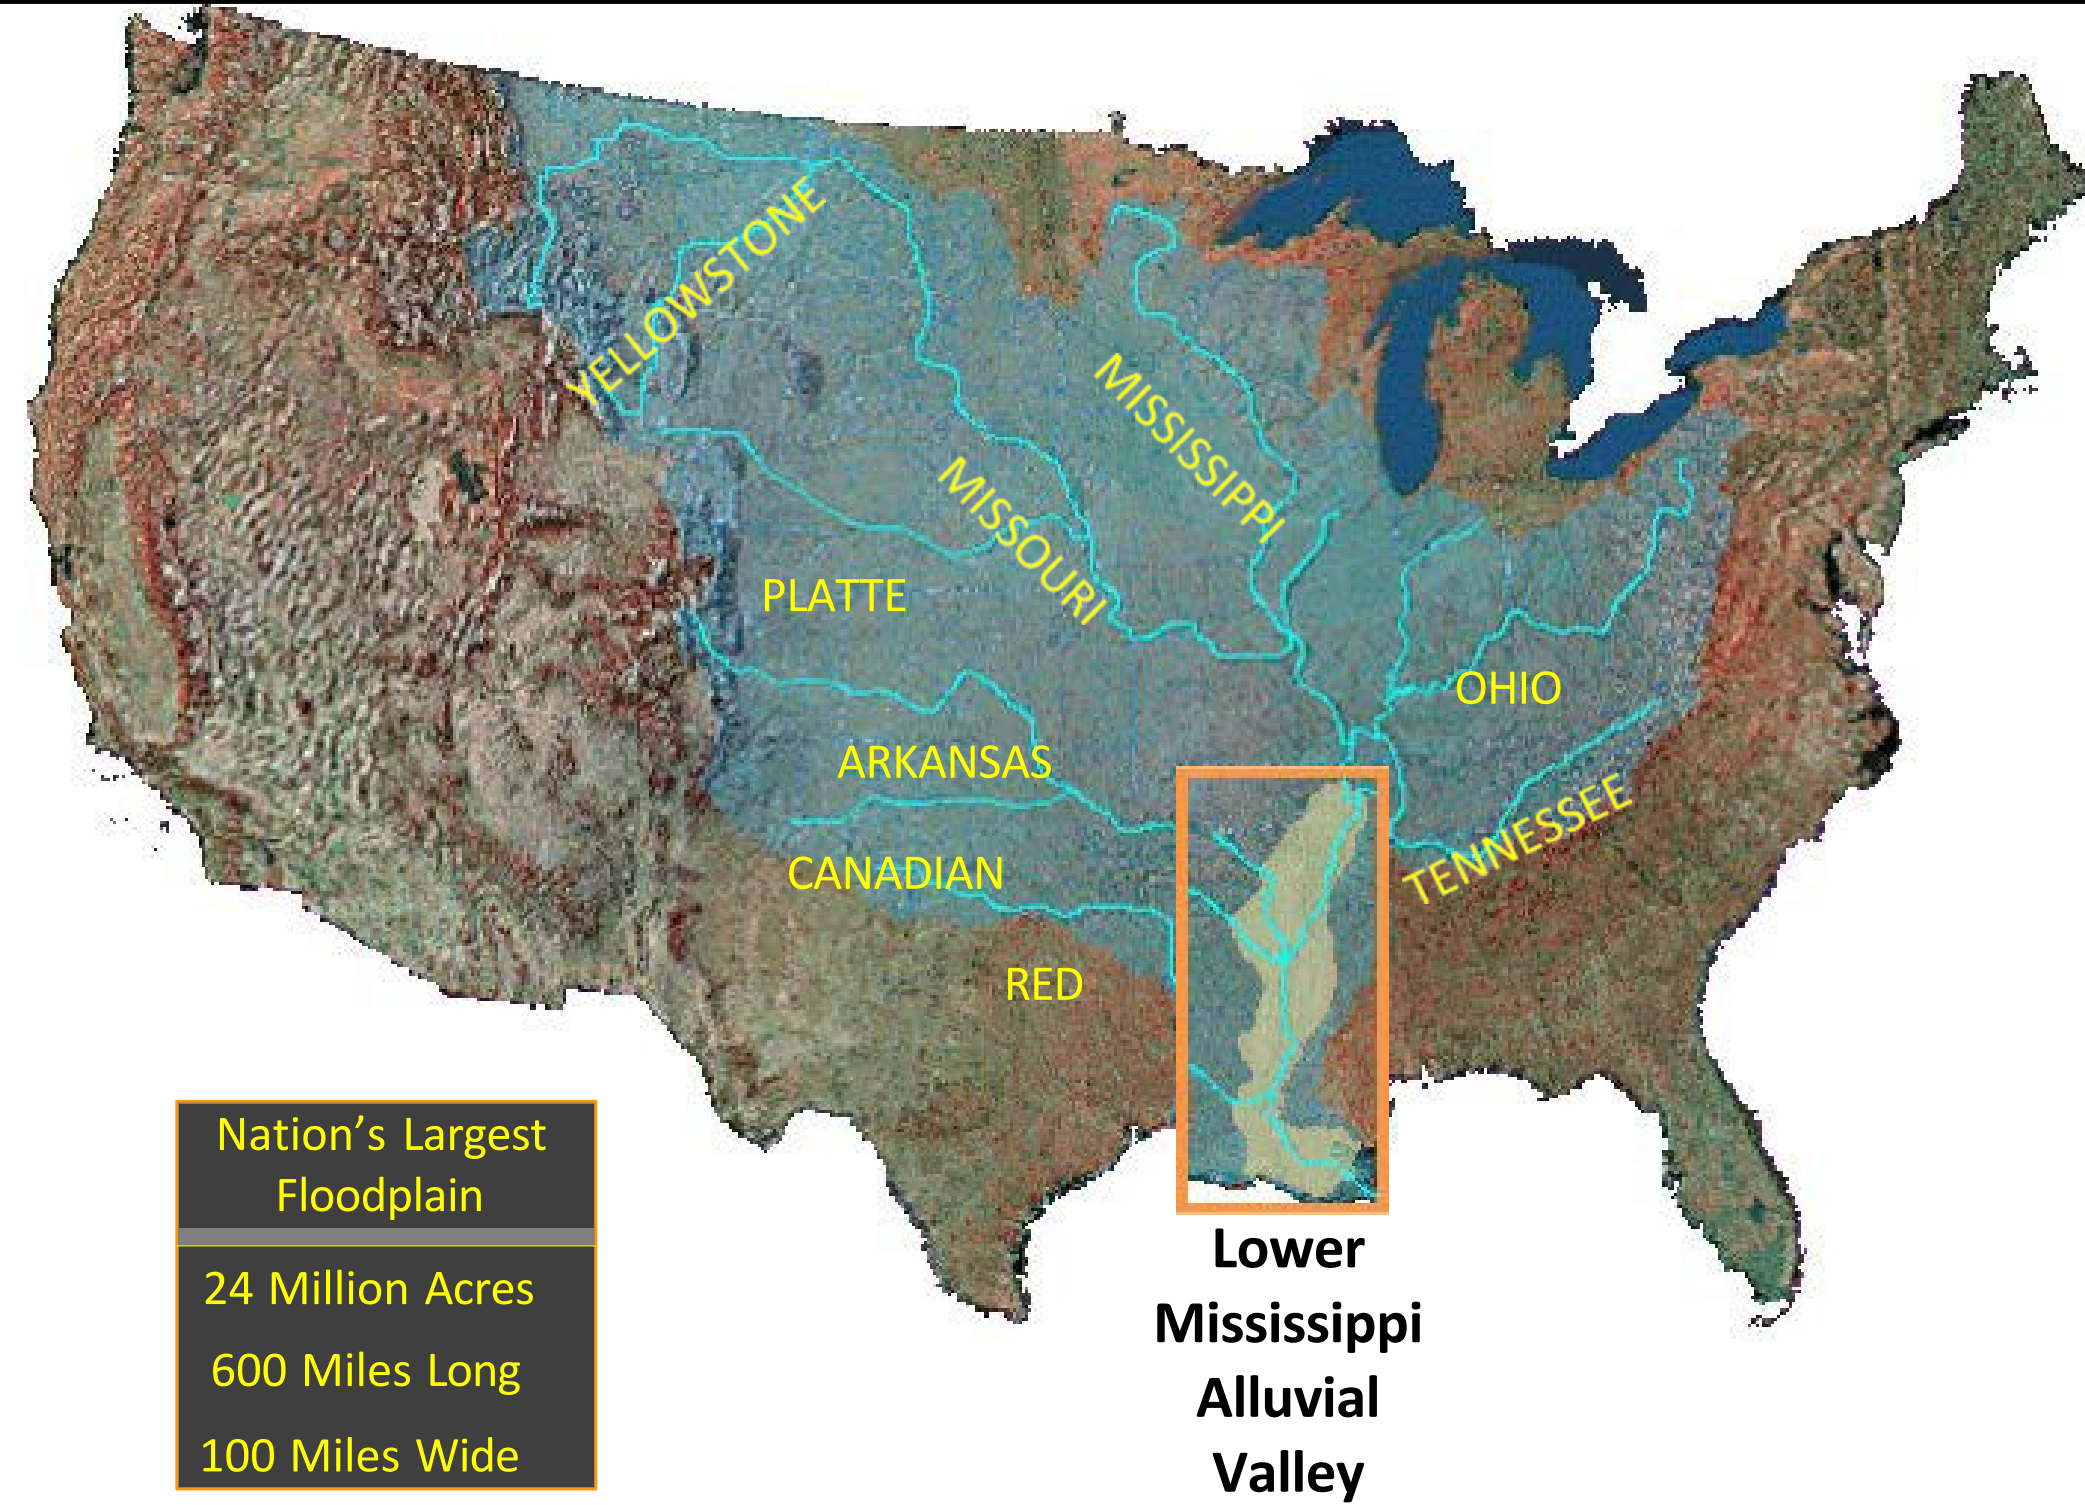 YELLOWSTONE
MISSISSIPPI
MISSOURI
PLATTE
OHIO
ARKANSAS
TENNESSEE
CANADIAN
RED
Nation’s Largest
Floodplain
24 Million Acres
600 Miles Long
100 Miles Wide
Lower
Mississippi
Alluvial
Valley